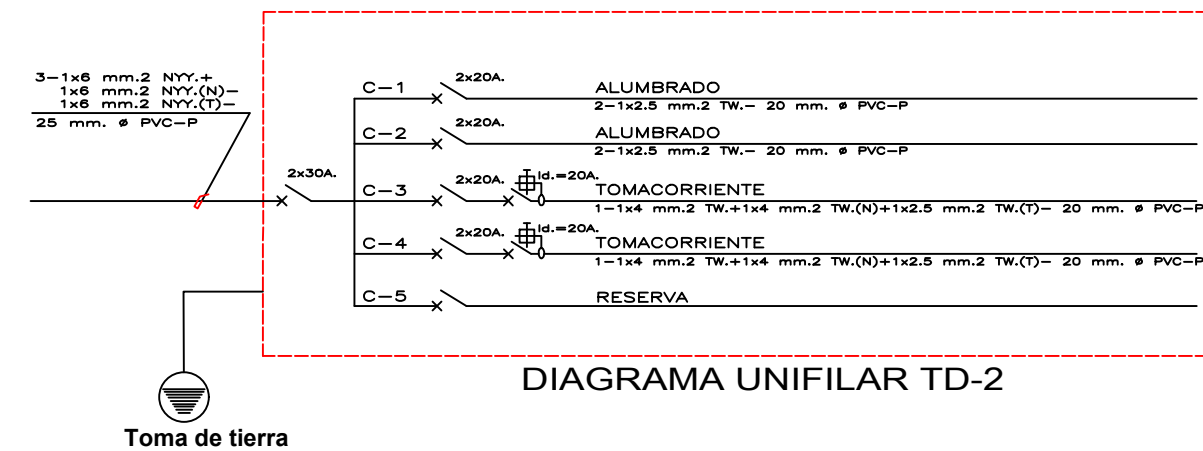 3-1x6 mm.2 NYY.+
1x6 mm.2 NYY.(N)-
1x6 mm.2 NYY.(T)-
25 mm. ø PVC-P
2x30A.
C-1
2x20A.
ALUMBRADO
2-1x2.5 mm.2 TW.- 20 mm. ø PVC-P
C-2
2x20A.
ALUMBRADO
2-1x2.5 mm.2 TW.- 20 mm. ø PVC-P
C-3
2x20A.
Id.=20A.
TOMACORRIENTE
1-1x4 mm.2 TW.+1x4 mm.2 TW.(N)+1x2.5 mm.2 TW.(T)- 20 mm. ø PVC-P
C-4
2x20A.
Id.=20A.
TOMACORRIENTE
1-1x4 mm.2 TW.+1x4 mm.2 TW.(N)+1x2.5 mm.2 TW.(T)- 20 mm. ø PVC-P
C-5
RESERVA
DIAGRAMA UNIFILAR TD-2
Toma de tierra